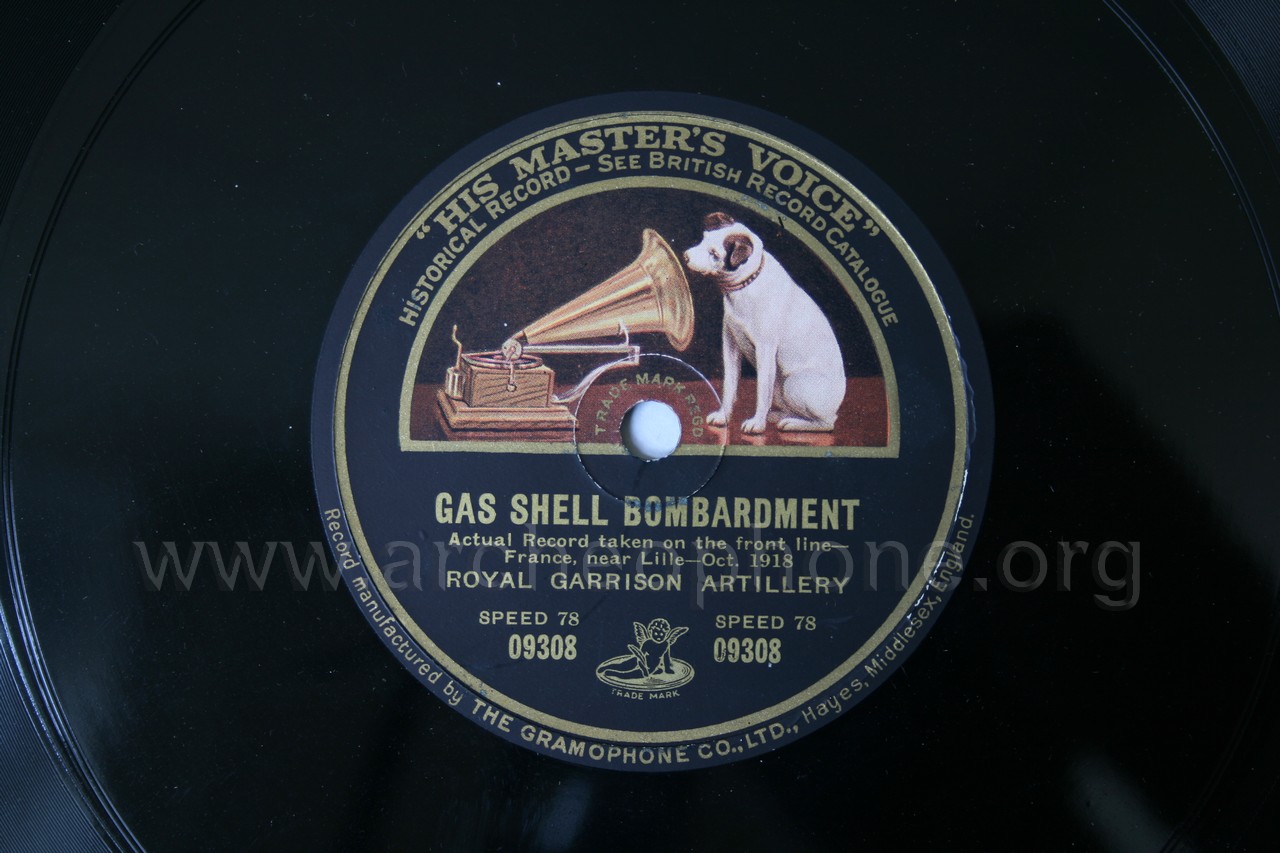 "HIS MASTER'S VOICE"
HISTORICAL RECORD – SEE BRITISH RECORD CATALOGUE
TRADE MARK REGD
GAS SHELL BOMBARDMENT
Actual Record taken on the front line—
France, near Lille—Oct. 1918
www.archeephone.org
ROYAL GARRISON ARTILLERY
SPEED 78 SPEED 78
09308 09308
TRADE MARK
Record manufactured by THE GRAMOPHONE CO., LTD., Hayes, Middlesex, England.